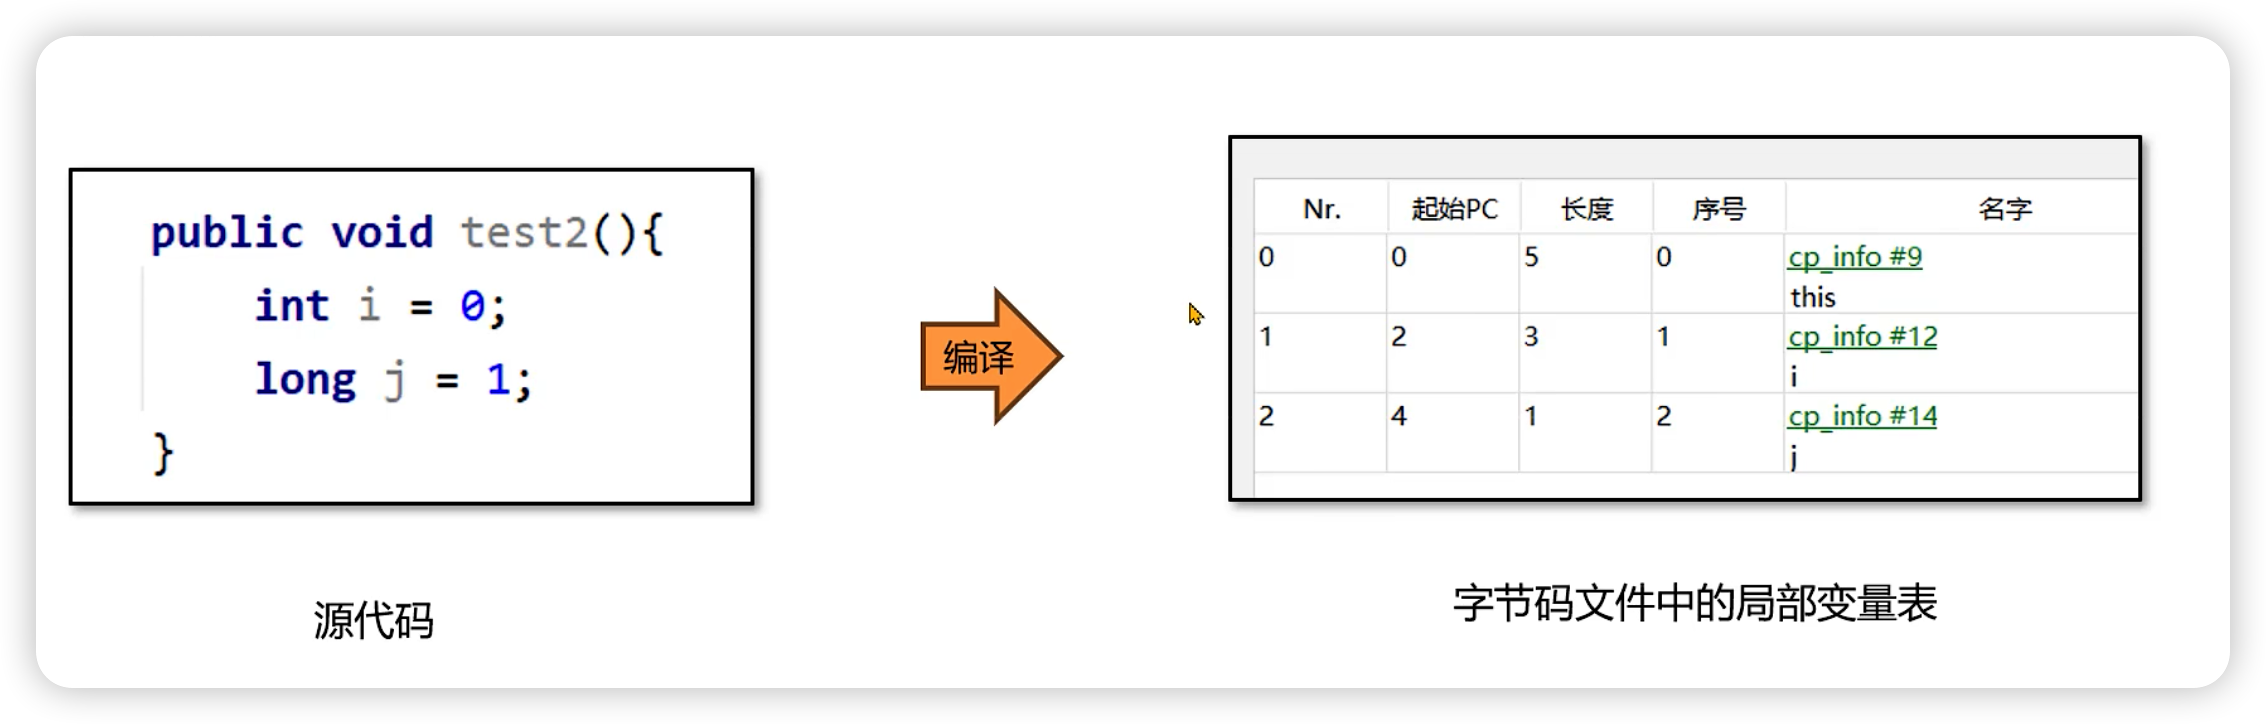 public void test2(){
int i = 0;
long j = 1;
}
源代码
编译
Nr. 起始PC 长度 序号 名字
0 0 5 0 cp_info #9
this
1 2 3 1 cp_info #12
i
2 4 1 2 cp_info #14
j
字节码文件中的局部变量表